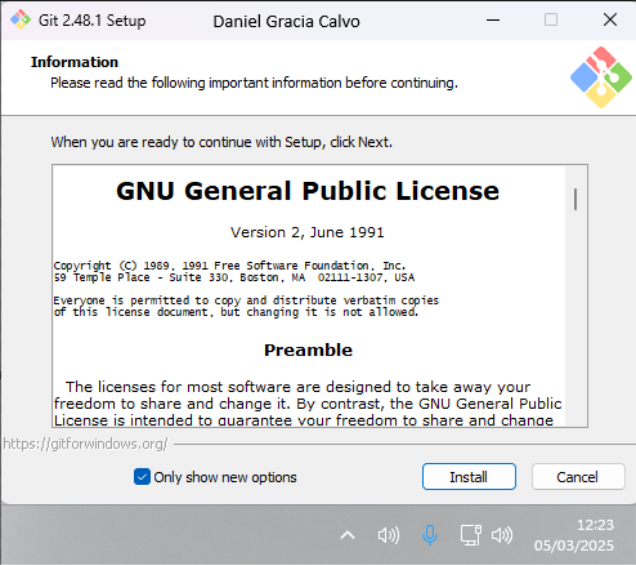 Git 2.48.1 Setup Daniel Gracia Calvo
Information
Please read the following important information before continuing.
When you are ready to continue with Setup, click Next.
GNU General Public License
Version 2, June 1991
Copyright (C) 1989, 1991 Free Software Foundation, Inc.
59 Temple Place - Suite 330, Boston, MA  02111-1307, USA
Everyone is permitted to copy and distribute verbatim copies
of this license document, but changing it is not allowed.
Preamble
The licenses for most software are designed to take away your
freedom to share and change it. By contrast, the GNU General Public
License is intended to guarantee your freedom to share and change
https://gitforwindows.org/
Only show new options
Install
Cancel
12:23
05/03/2025